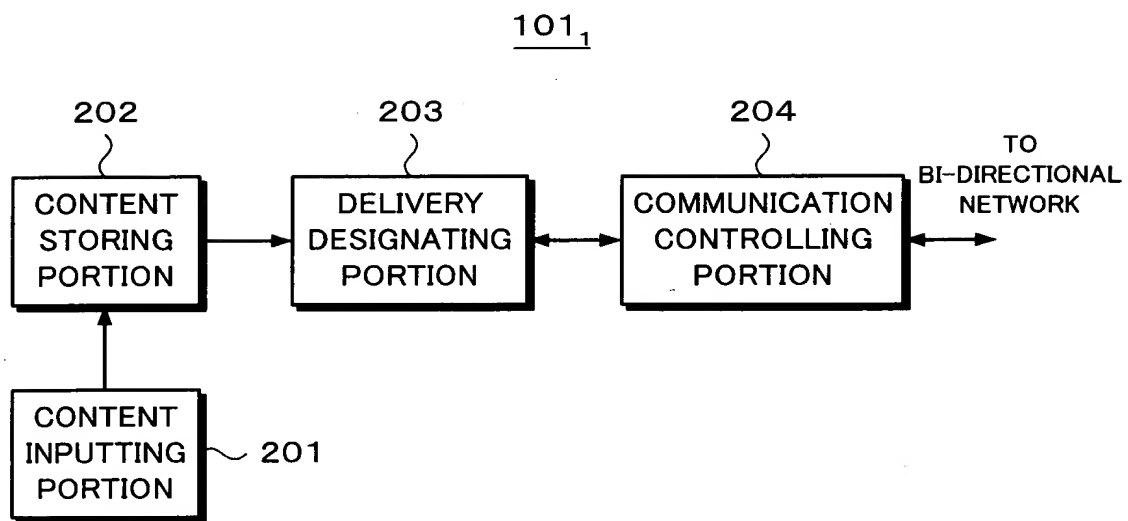 101₁
202
203
204
TO
BI-DIRECTIONAL
NETWORK
CONTENT
STORING
PORTION
DELIVERY
DESIGNATING
PORTION
COMMUNICATION
CONTROLLING
PORTION
CONTENT
INPUTTING
PORTION
201